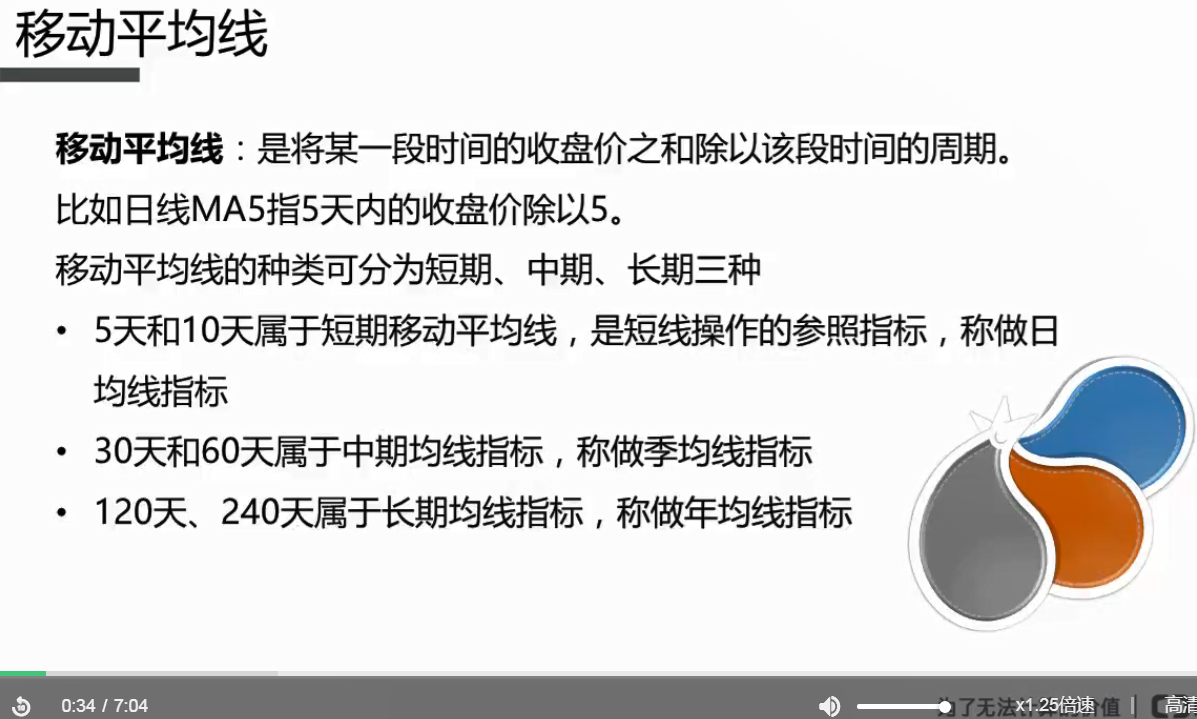 移动平均线
移动平均线：是将某一段时间的收盘价之和除以该段时间的周期。
比如日线MA5指5天内的收盘价除以5。
移动平均线的种类可分为短期、中期、长期三种
• 5天和10天属于短期移动平均线，是短线操作的参照指标，称做日
均线指标
• 30天和60天属于中期均线指标，称做季均线指标
• 120天、240天属于长期均线指标，称做年均线指标
10
0:34 / 7:04
x1.25倍速
高清